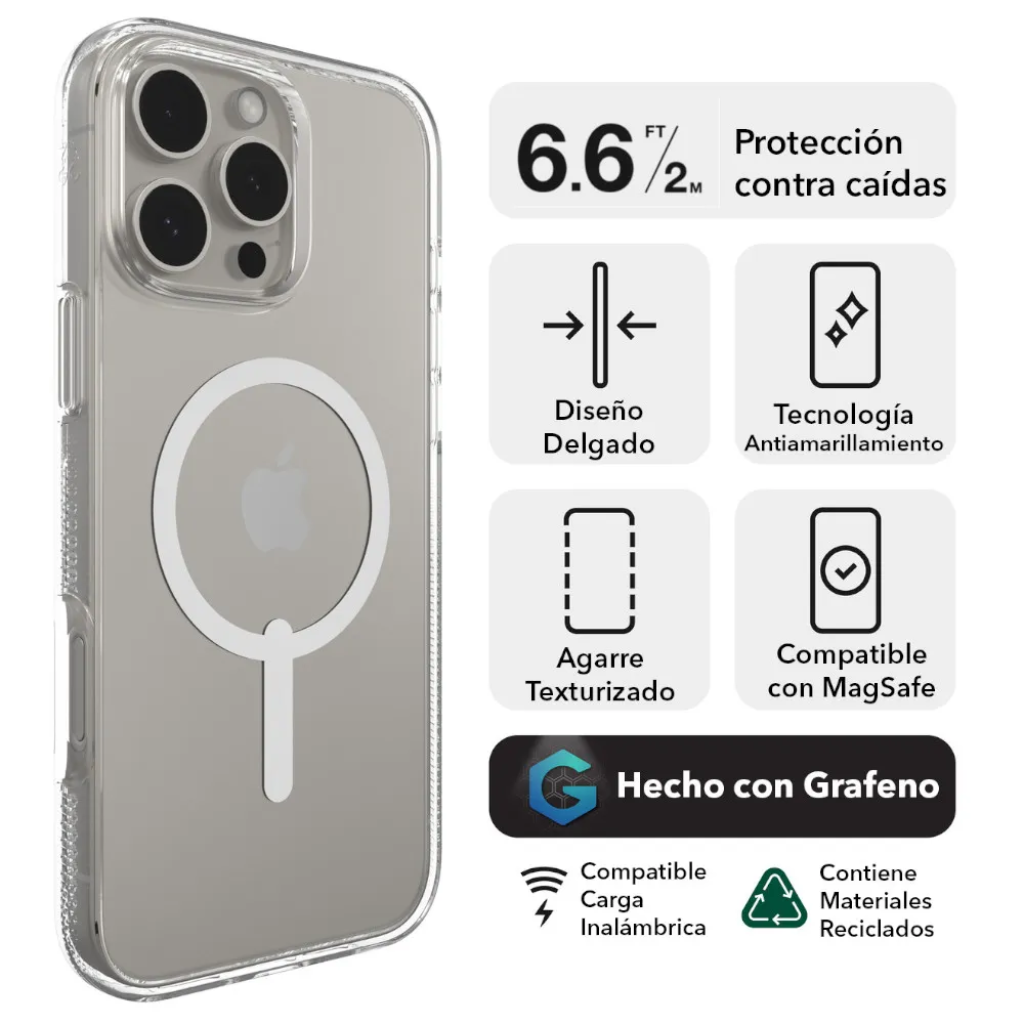 6.6 FT/2M
Protección
contra caídas
Diseño
Delgado
Tecnología
Antiamarillamiento
Agarre
Texturizado
Compatible
con MagSafe
G Hecho con Grafeno
Compatible
Carga
Inalámbrica
Contiene
Materiales
Reciclados